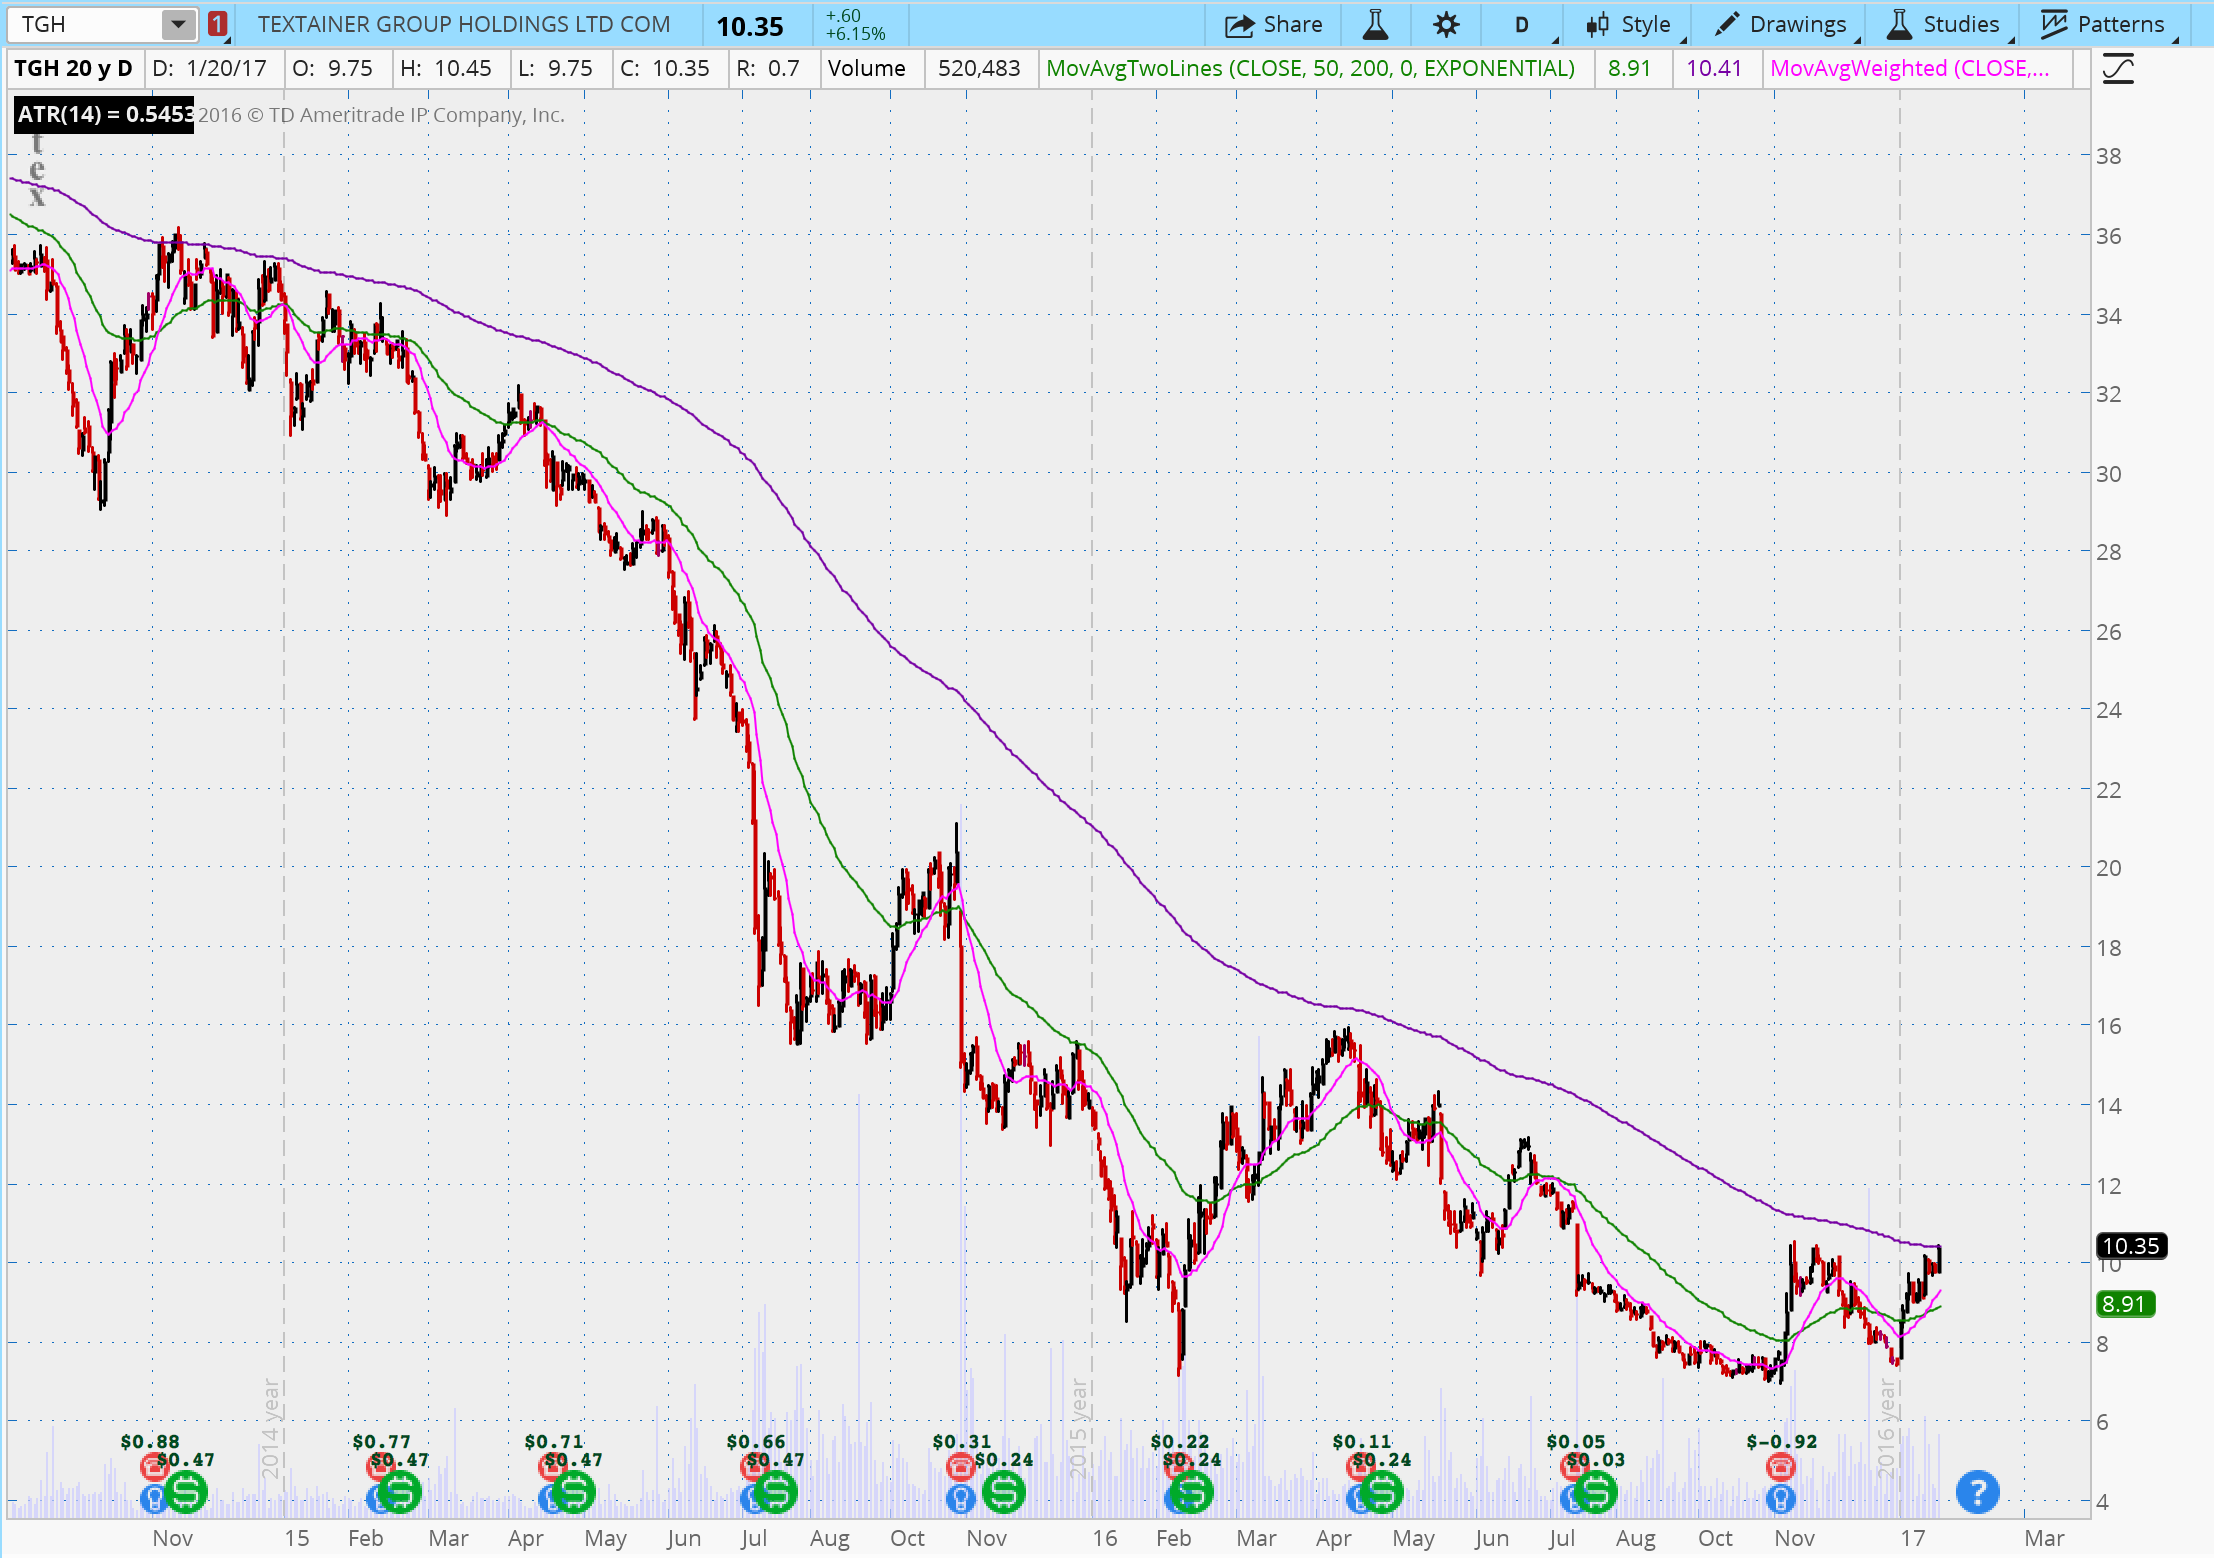 TGH 1 TEXTAINER GROUP HOLDINGS LTD COM 10.35 +.60 +6.15% Share D Style Drawings Studies Patterns
TGH 20 y D D: 1/20/17 O: 9.75 H: 10.45 L: 9.75 C: 10.35 R: 0.7 Volume 520,483 MovAvgTwoLines (CLOSE, 50, 200, 0, EXPONENTIAL) 8.91 10.41 MovAvgWeighted (CLOSE,...
ATR(14) = 0.5453 2016 © TD Ameritrade IP Company, Inc.
t
e
x
38
36
34
32
30
28
26
24
22
20
18
16
14
12
10.35
10
8.91
8
6
4
2014 year
2015 year
2016 year
$0.88 $0.77 $0.71 $0.66 $0.31 $0.22 $0.11 $0.05 $-0.92
$0.47 $0.47 $0.47 $0.47 $0.24 $0.24 $0.24 $0.03
?
Nov 15 Feb Mar Apr May Jun Jul Aug Oct Nov 16 Feb Mar Apr May Jun Jul Aug Oct Nov 17 Mar